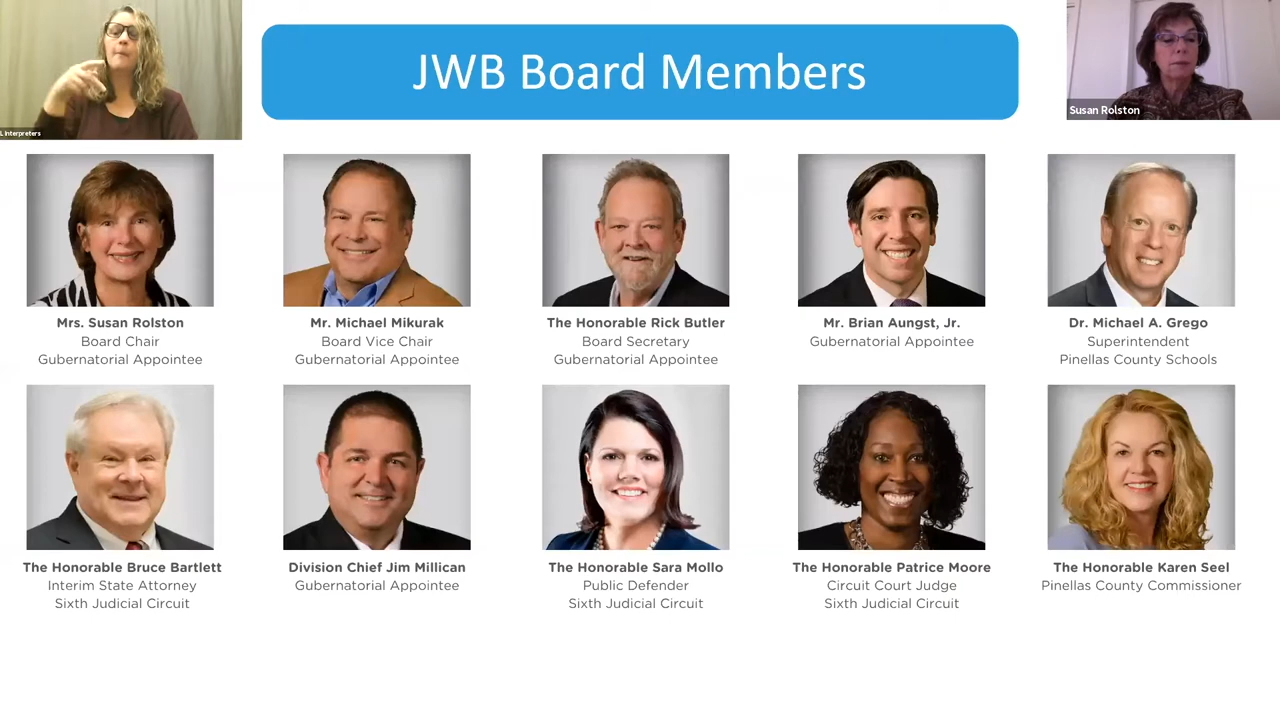 JWB Board Members
L Interpreters
Susan Rolston
Mrs. Susan Rolston
Board Chair
Gubernatorial Appointee
Mr. Michael Mikurak
Board Vice Chair
Gubernatorial Appointee
The Honorable Rick Butler
Board Secretary
Gubernatorial Appointee
Mr. Brian Aungst, Jr.
Gubernatorial Appointee
Dr. Michael A. Grego
Superintendent
Pinellas County Schools
The Honorable Bruce Bartlett
Interim State Attorney
Sixth Judicial Circuit
Division Chief Jim Millican
Gubernatorial Appointee
The Honorable Sara Mollo
Public Defender
Sixth Judicial Circuit
The Honorable Patrice Moore
Circuit Court Judge
Sixth Judicial Circuit
The Honorable Karen Seel
Pinellas County Commissioner